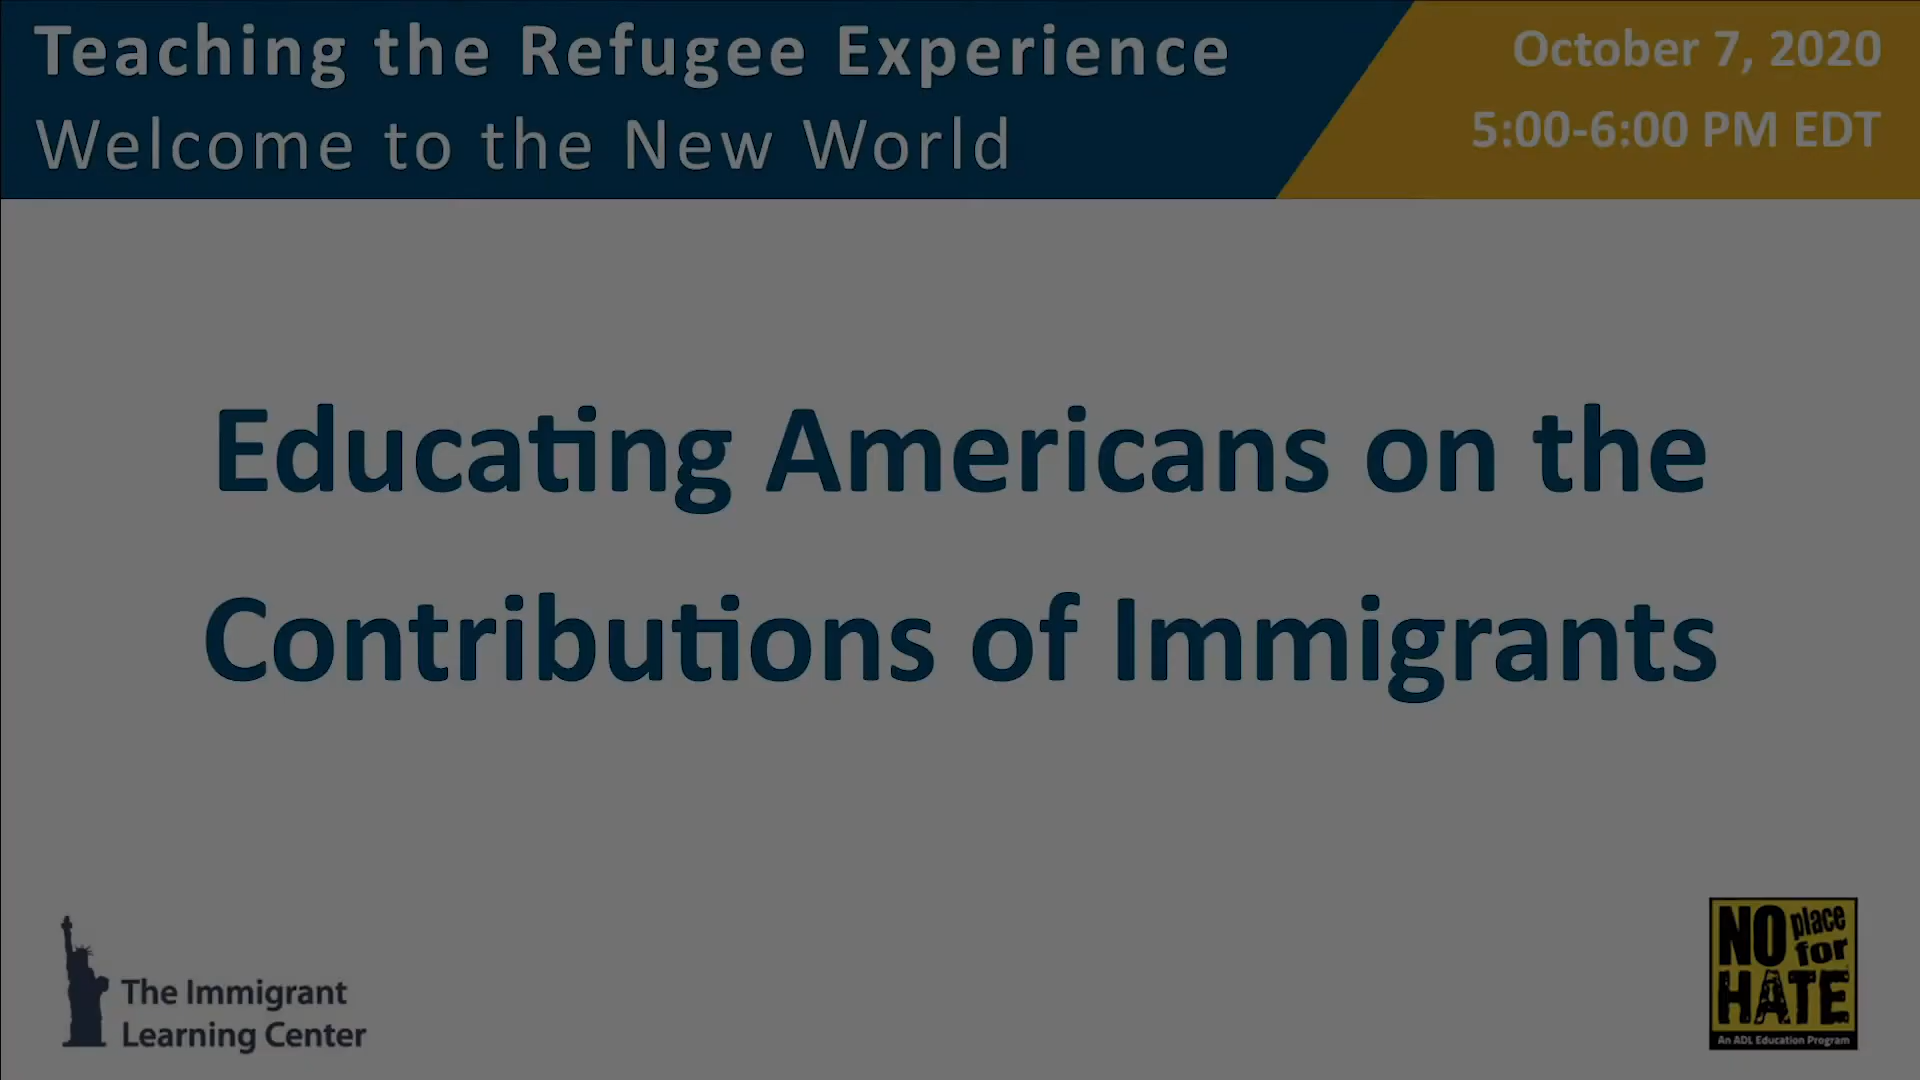 Teaching the Refugee Experience
Welcome to the New World
October 7, 2020
5:00-6:00 PM EDT
Educating Americans on the
Contributions of Immigrants
The Immigrant
Learning Center
NO place
for
HATE
An ADL Education Program